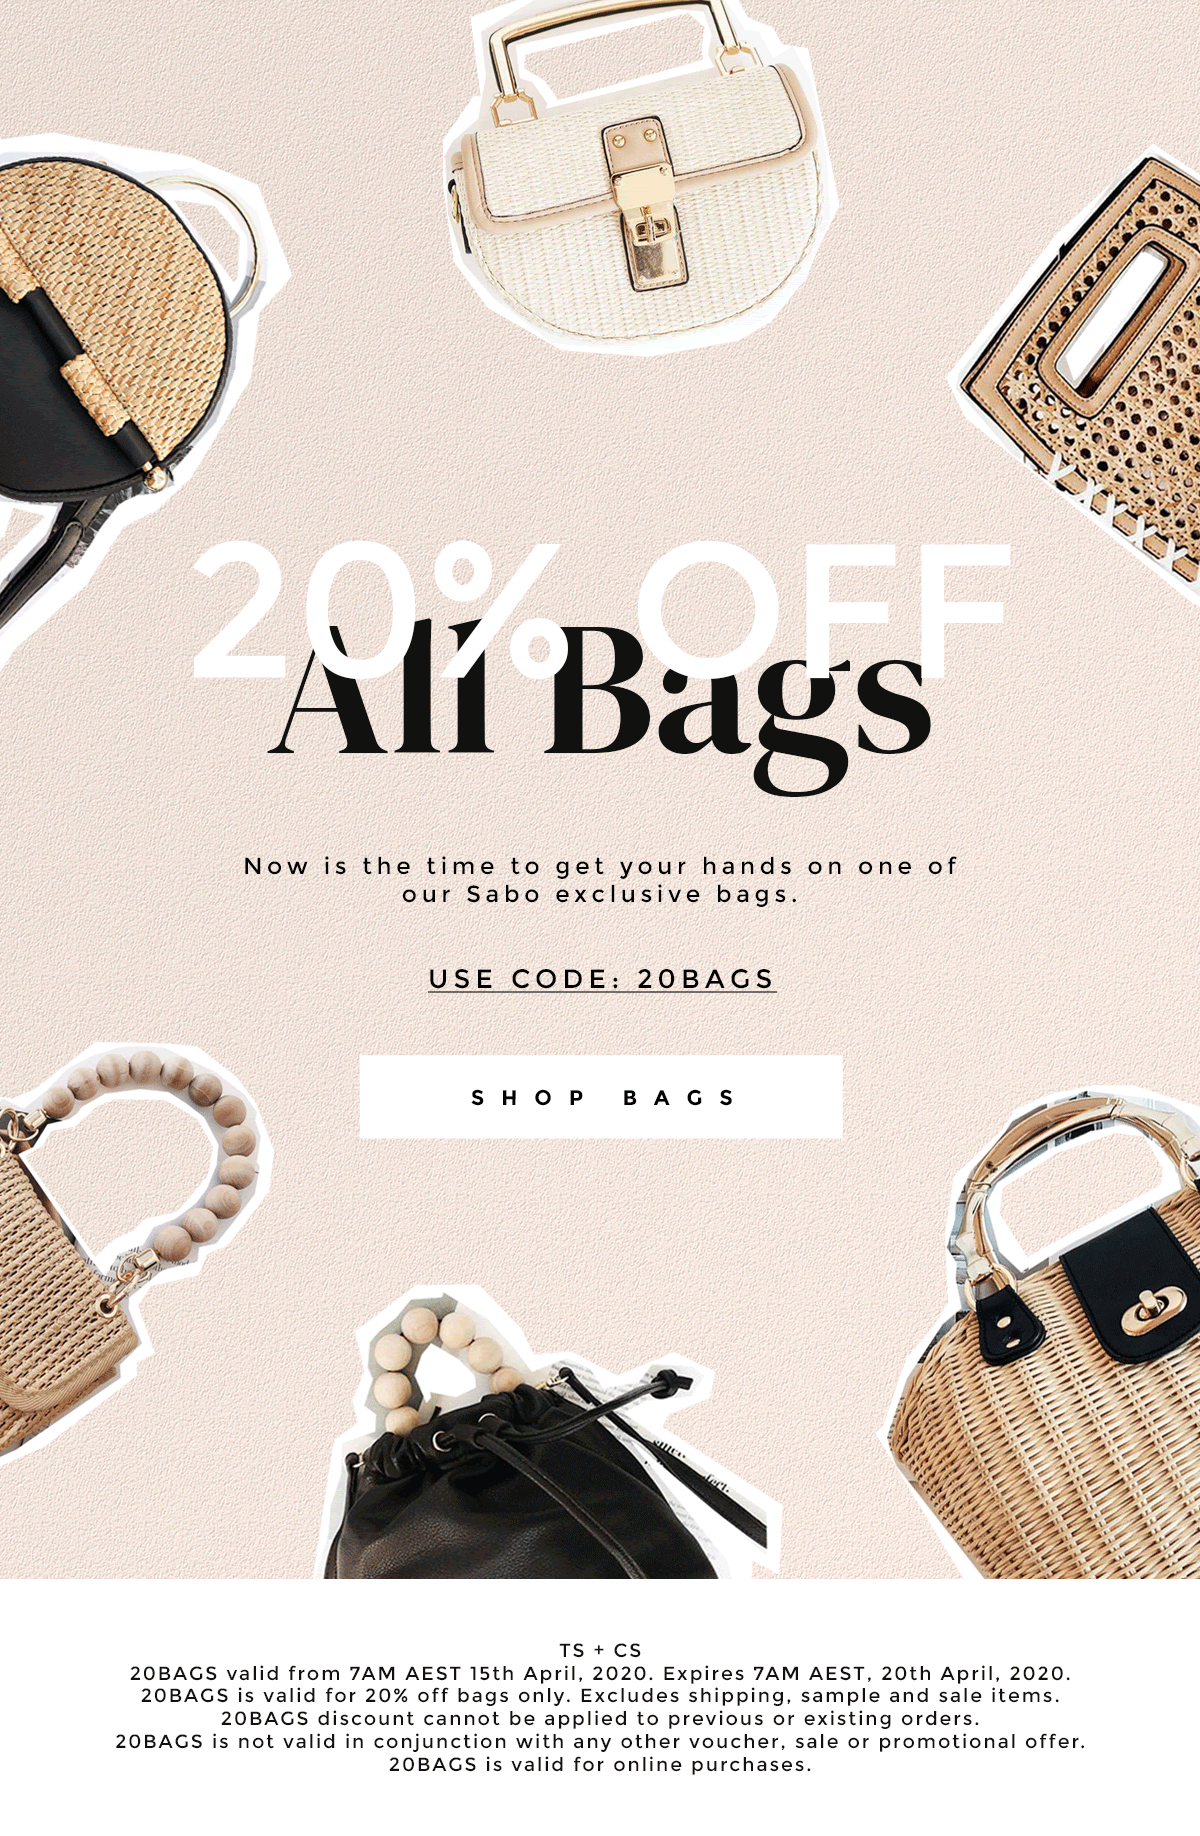 20% OFF
All Bags
Now is the time to get your hands on one of
our Sabo exclusive bags.
USE CODE: 20BAGS
SHOP BAGS
TS + CS
20BAGS valid from 7AM AEST 15th April, 2020. Expires 7AM AEST, 20th April, 2020.
20BAGS is valid for 20% off bags only. Excludes shipping, sample and sale items.
20BAGS discount cannot be applied to previous or existing orders.
20BAGS is not valid in conjunction with any other voucher, sale or promotional offer.
20BAGS is valid for online purchases.